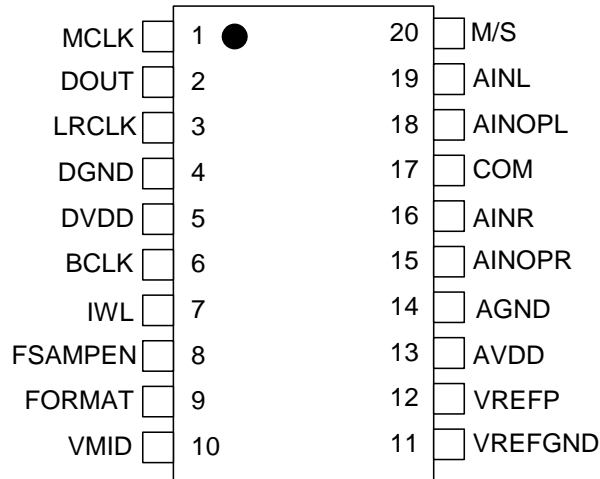 MCLK 1 20 M/S
DOUT 2 19 AINL
LRCLK 3 18 AINOPL
DGND 4 17 COM
DVDD 5 16 AINR
BCLK 6 15 AINOPR
IWL 7 14 AGND
FSAMPEN 8 13 AVDD
FORMAT 9 12 VREFP
VMID 10 11 VREFGND